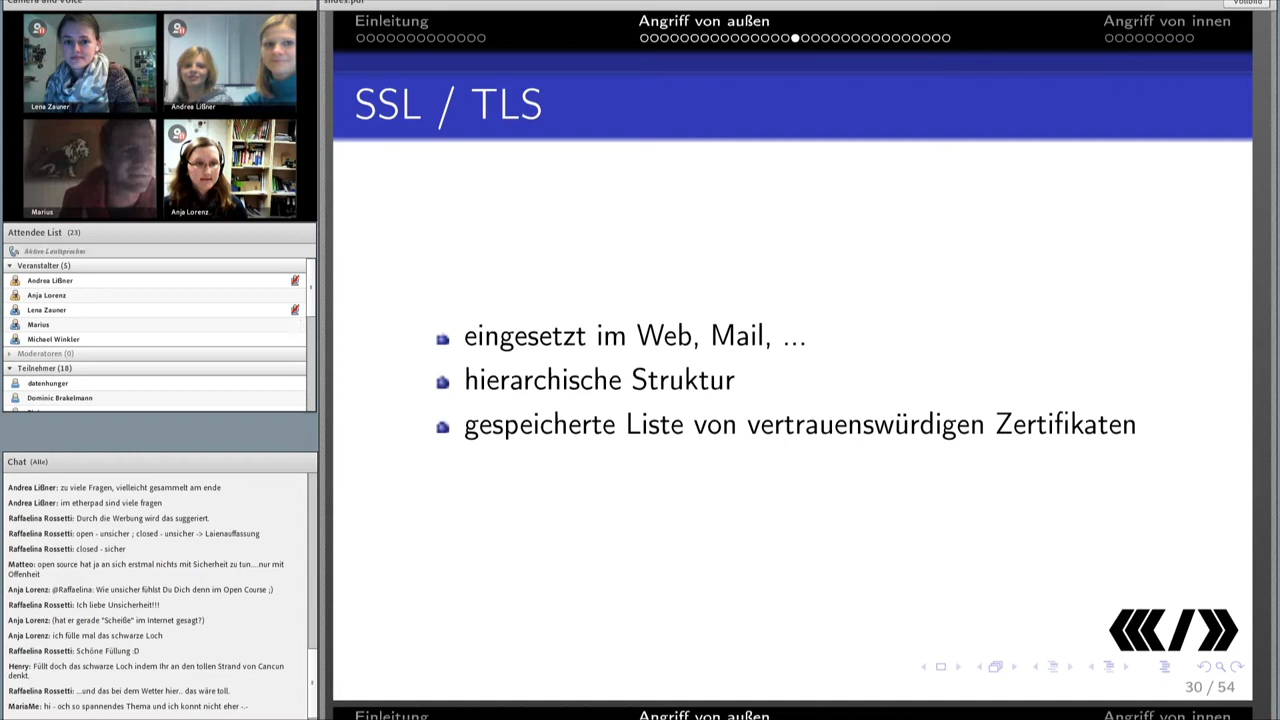 Camera and Voice
Lena Zauner
Andrea Lißner
Marius
Anja Lorenz
Attendee List (23)
Aktive Lautsprecher
Veranstalter (5)
Andrea Lißner
Anja Lorenz
Lena Zauner
Marius
Michael Winkler
Moderatoren (0)
Teilnehmer (18)
datenhunger
Dominic Brakelmann
Chat (Alle)
Andrea Lißner: zu viele Fragen, vielleicht gesammelt am ende
Andrea Lißner: im etherpad sind viele fragen
Raffaelina Rossetti: Durch die Werbung wird das suggeriert.
Raffaelina Rossetti: open - unsicher ; closed - unsicher -> Laienauffassung
Raffaelina Rossetti: closed - sicher
Matteo: open source hat ja an sich erstmal nichts mit Sicherheit zu tun....nur mit
Offenheit
Anja Lorenz: @Raffaelina: Wie unsicher fühlst Du Dich denn im Open Course ;)
Raffaelina Rossetti: Ich liebe Unsicherheit!!!
Anja Lorenz: (hat er gerade "Scheiße" im Internet gesagt?)
Anja Lorenz: ich fülle mal das schwarze Loch
Raffaelina Rossetti: Schöne Füllung :D
Henry: Füllt doch das schwarze Loch indem Ihr an den tollen Strand von Cancun
denkt.
Raffaelina Rossetti: ...und das bei dem Wetter hier.. das wäre toll.
MariaMe: hi - och so spannendes Thema und ich konnt nicht eher -.-
slides.pdf
Vollbild
Einleitung Angriff von außen Angriff von innen
SSL / TLS
eingesetzt im Web, Mail, ...
hierarchische Struktur
gespeicherte Liste von vertrauenswürdigen Zertifikaten
30 / 54
Einleitung Angriff von außen Angriff von innen